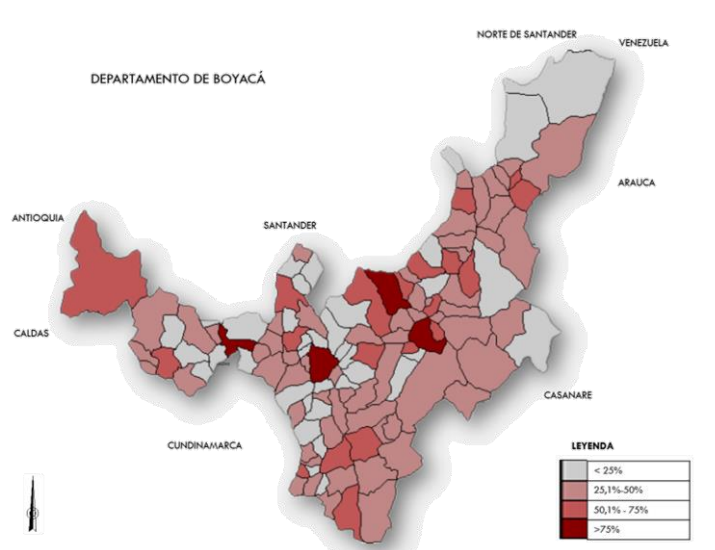 NORTE DE SANTANDER
VENEZUELA
DEPARTAMENTO DE BOYACÁ
ARAUCA
ANTIOQUIA
SANTANDER
CALDAS
CASANARE
CUNDINAMARCA
LEYENDA
< 25%
25,1%-50%
50,1% - 75%
>75%